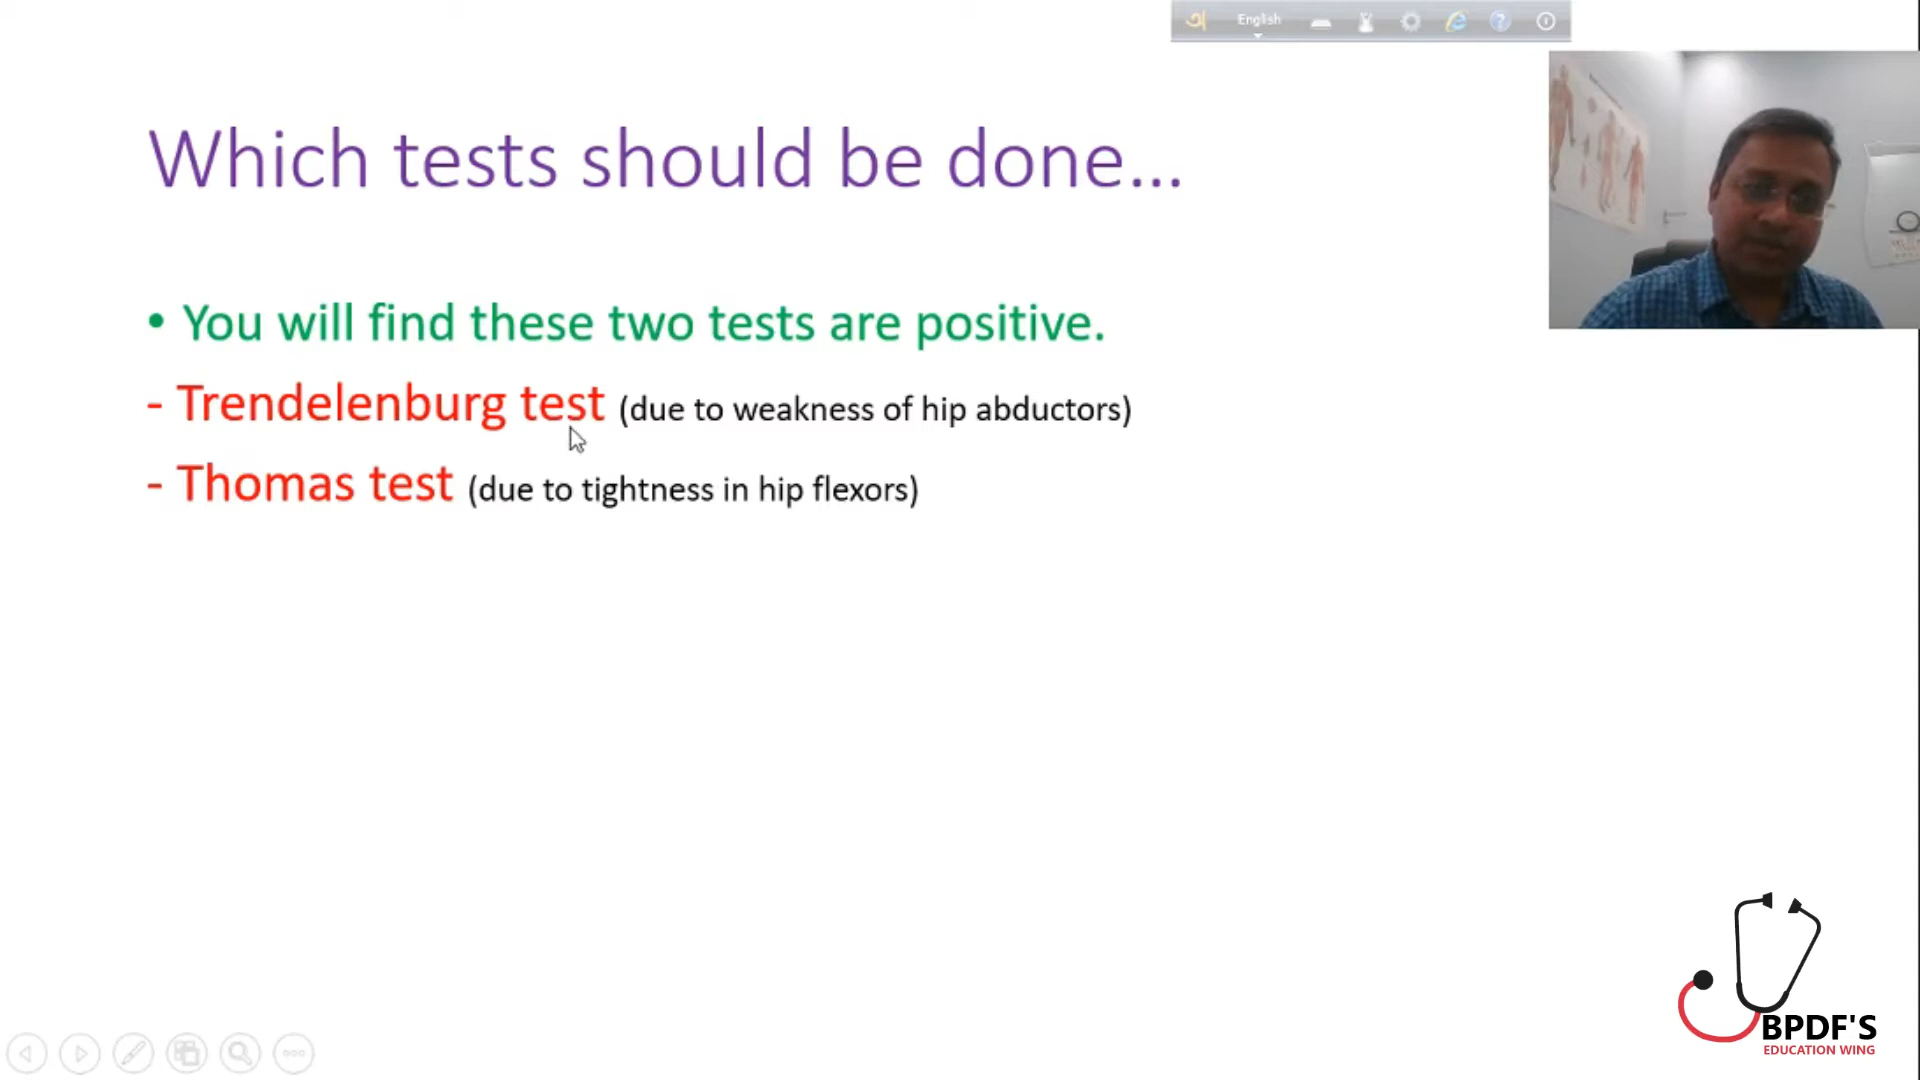 অ English
Which tests should be done...
• You will find these two tests are positive.
- Trendelenburg test (due to weakness of hip abductors)
- Thomas test (due to tightness in hip flexors)
BPDF'S
EDUCATION WING